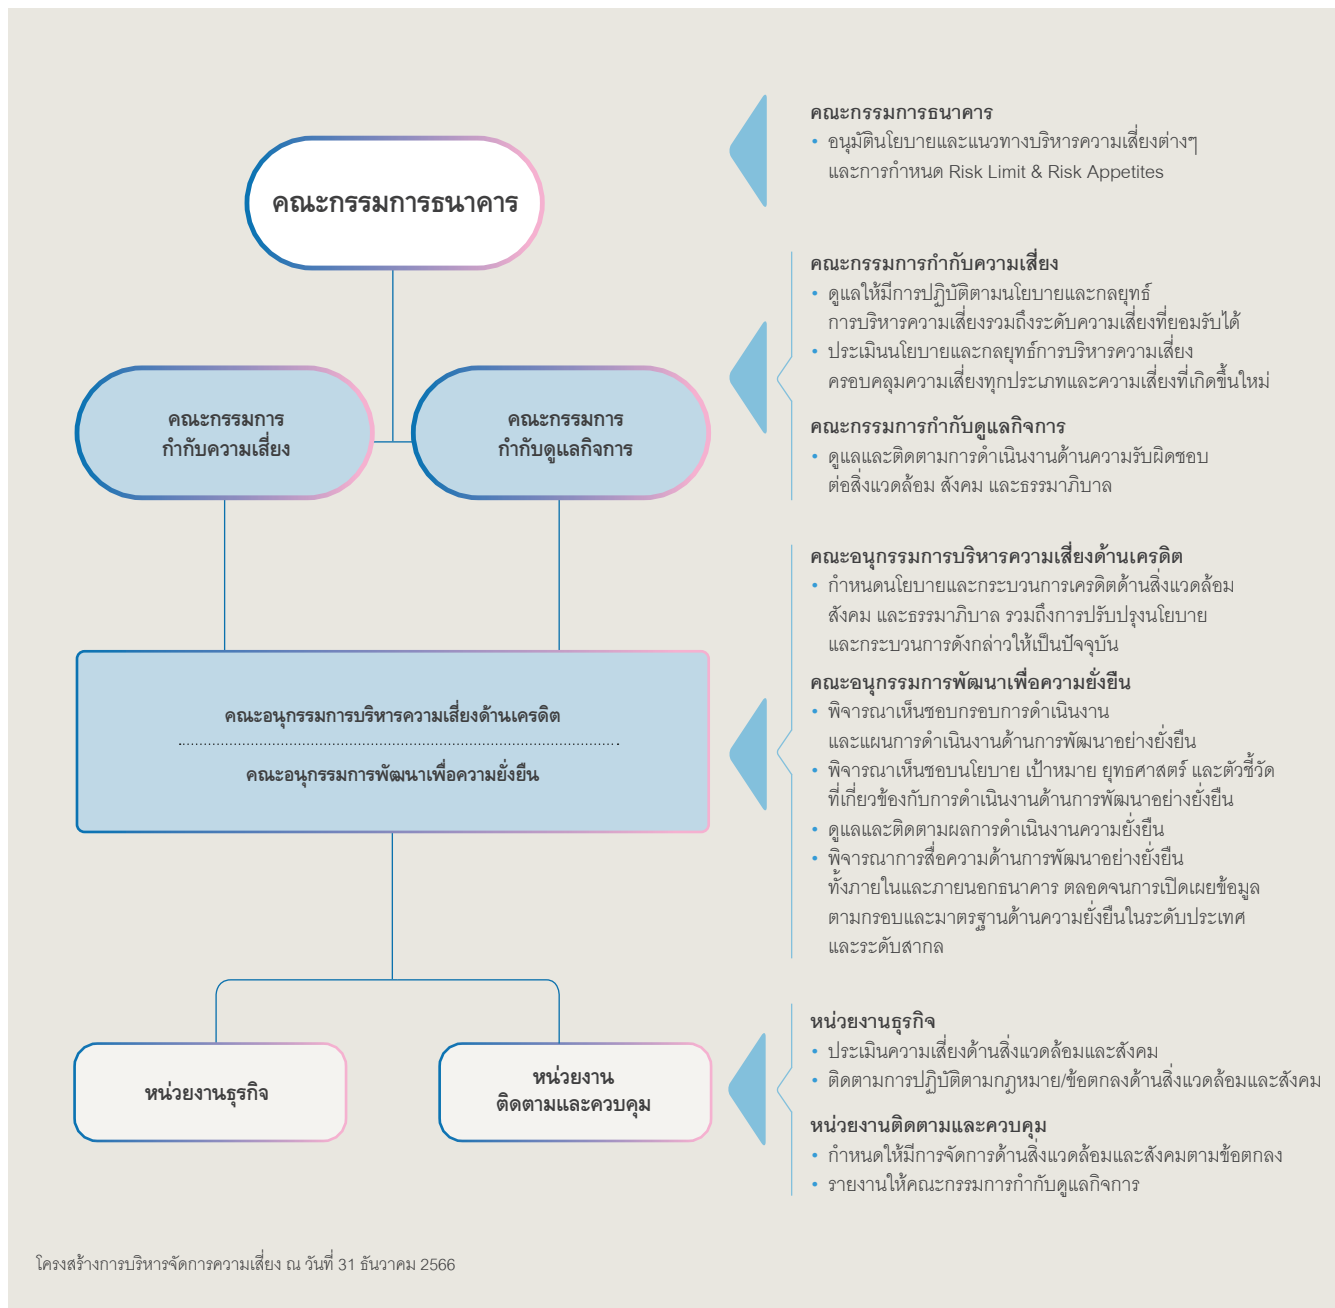 คณะกรรมการธนาคาร
คณะกรรมการ
กำกับความเสี่ยง
คณะกรรมการ
กำกับดูแลกิจการ
คณะอนุกรรมการบริหารความเสี่ยงด้านเครดิต
คณะอนุกรรมการพัฒนาเพื่อความยั่งยืน
หน่วยงานธุรกิจ
หน่วยงาน
ติดตามและควบคุม
คณะกรรมการธนาคาร
• อนุมัตินโยบายและแนวทางบริหารความเสี่ยงต่างๆ
และการกำหนด Risk Limit & Risk Appetites
คณะกรรมการกำกับความเสี่ยง
• ดูแลให้มีการปฏิบัติตามนโยบายและกลยุทธ์
การบริหารความเสี่ยงรวมถึงระดับความเสี่ยงที่ยอมรับได้
• ประเมินนโยบายและกลยุทธ์การบริหารความเสี่ยง
ครอบคลุมความเสี่ยงทุกประเภทและความเสี่ยงที่เกิดขึ้นใหม่
คณะกรรมการกำกับดูแลกิจการ
• ดูแลและติดตามการดำเนินงานด้านความรับผิดชอบ
ต่อสิ่งแวดล้อม สังคม และธรรมาภิบาล
คณะอนุกรรมการบริหารความเสี่ยงด้านเครดิต
• กำหนดนโยบายและกระบวนการเครดิตด้านสิ่งแวดล้อม
สังคม และธรรมาภิบาล รวมถึงการปรับปรุงนโยบาย
และกระบวนการดังกล่าวให้เป็นปัจจุบัน
คณะอนุกรรมการพัฒนาเพื่อความยั่งยืน
• พิจารณาเห็นชอบกรอบการดำเนินงาน
และแผนการดำเนินงานด้านการพัฒนาอย่างยั่งยืน
• พิจารณาเห็นชอบนโยบาย เป้าหมาย ยุทธศาสตร์ และตัวชี้วัด
ที่เกี่ยวข้องกับการดำเนินงานด้านการพัฒนาอย่างยั่งยืน
• ดูแลและติดตามผลการดำเนินงานความยั่งยืน
• พิจารณาการสื่อความด้านการพัฒนาอย่างยั่งยืน
ทั้งภายในและภายนอกธนาคาร ตลอดจนการเปิดเผยข้อมูล
ตามกรอบและมาตรฐานด้านความยั่งยืนในระดับประเทศ
และระดับสากล
หน่วยงานธุรกิจ
• ประเมินความเสี่ยงด้านสิ่งแวดล้อมและสังคม
• ติดตามการปฏิบัติตามกฎหมาย/ข้อตกลงด้านสิ่งแวดล้อมและสังคม
หน่วยงานติดตามและควบคุม
• กำหนดให้มีการจัดการด้านสิ่งแวดล้อมและสังคมตามข้อตกลง
• รายงานให้คณะกรรมการกำกับดูแลกิจการ
โครงสร้างการบริหารจัดการความเสี่ยง ณ วันที่ 31 ธันวาคม 2566